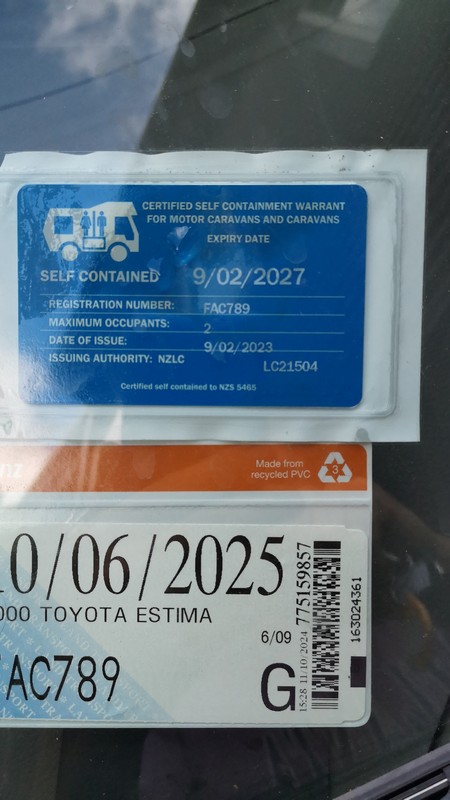 CERTIFIED SELF CONTAINMENT WARRANT
FOR MOTOR CARAVANS AND CARAVANS
EXPIRY DATE
SELF CONTAINED 9/02/2027
REGISTRATION NUMBER: FAC789
MAXIMUM OCCUPANTS: 2
DATE OF ISSUE: 9/02/2023
ISSUING AUTHORITY: NZLC
LC21504
Certified self contained to NZS 5465
nz
Made from
recycled PVC
3
10/06/2025
000 TOYOTA ESTIMA
6/09
FAC789
G
15:28 11/10/2024
775159857
163024361